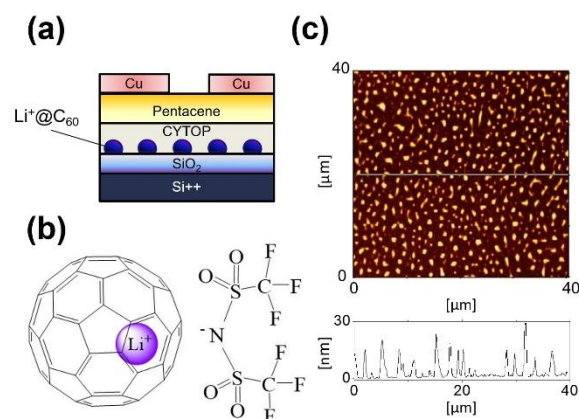 (a)
Cu Cu
Pentacene
CYTOP
Li⁺@C₆₀
SiO₂
Si++
(b)
Li⁺
O
O
S
C
F
F
F
⁻N
O
O
S
C
F
F
F
(c)
40
[µm]
0
0 20 40
[µm]
30
[nm]
0
0 20 40
[µm]